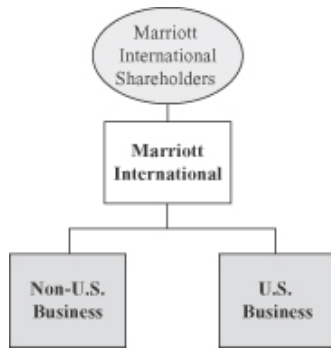 Marriott
International
Shareholders
Marriott
International
Non-U.S.
Business
U.S.
Business